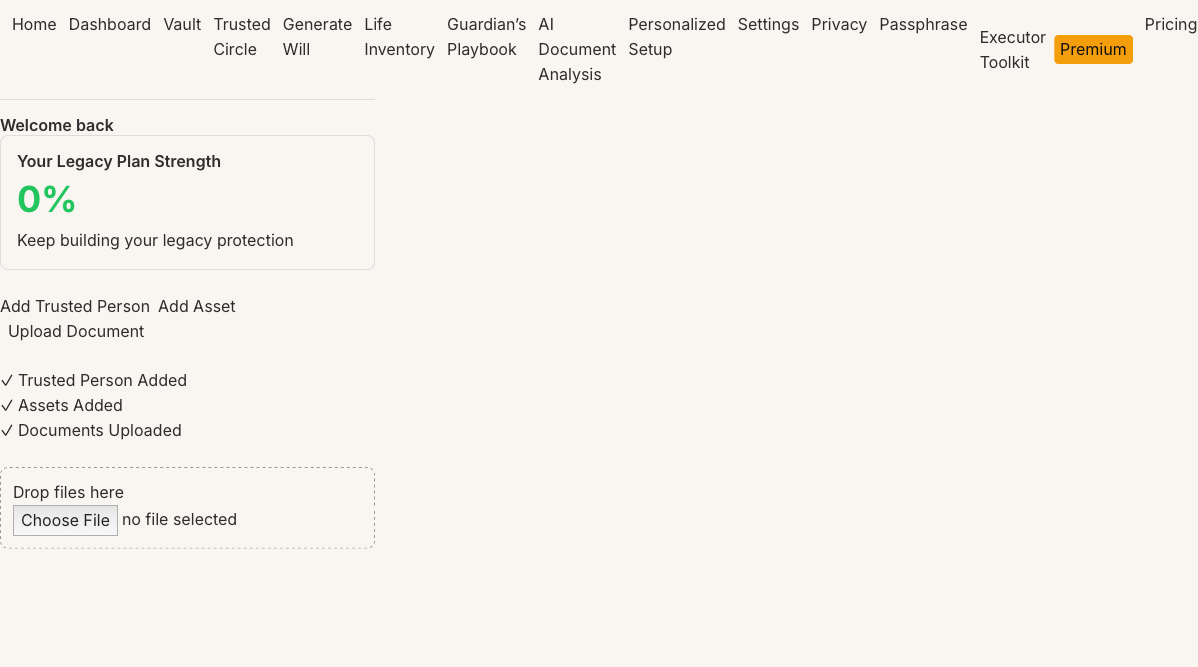 Home Dashboard Vault Trusted Circle Generate Will Life Inventory Guardian’s Playbook AI Document Analysis Personalized Setup Settings Privacy Passphrase Executor Toolkit Premium Pricing
Welcome back
Your Legacy Plan Strength
0%
Keep building your legacy protection
Add Trusted Person Add Asset
Upload Document
✓ Trusted Person Added
✓ Assets Added
✓ Documents Uploaded
Drop files here
Choose File no file selected